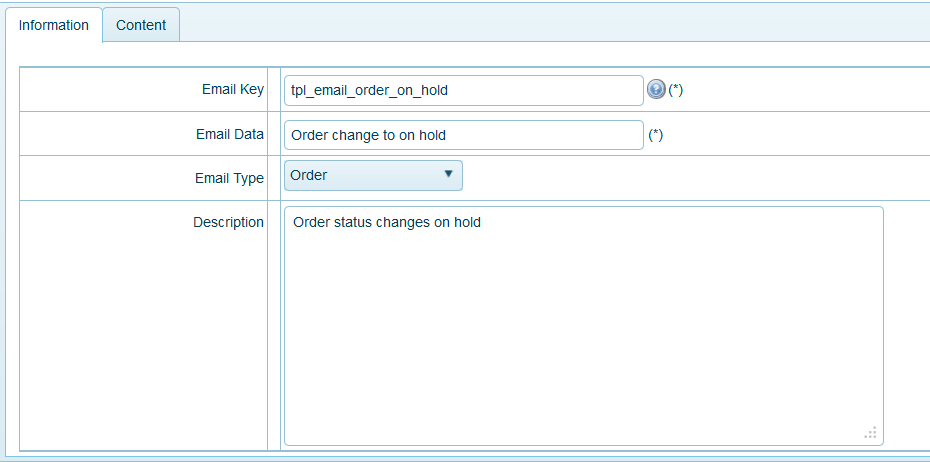 Information Content
Email Key tpl_email_order_on_hold ? (*)
Email Data Order change to on hold (*)
Email Type Order
Description Order status changes on hold